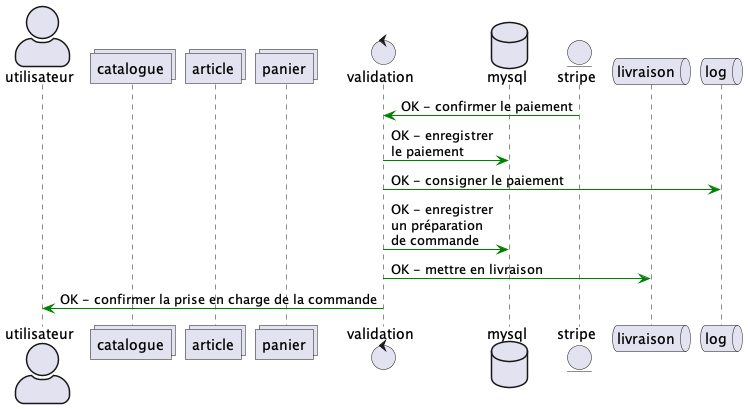 utilisateur
catalogue
article
panier
validation
mysql
stripe
livraison
log
OK – confirmer le paiement
OK – enregistrer
le paiement
OK – consigner le paiement
OK – enregistrer
un préparation
de commande
OK – mettre en livraison
OK – confirmer la prise en charge de la commande
utilisateur
catalogue
article
panier
validation
mysql
stripe
livraison
log